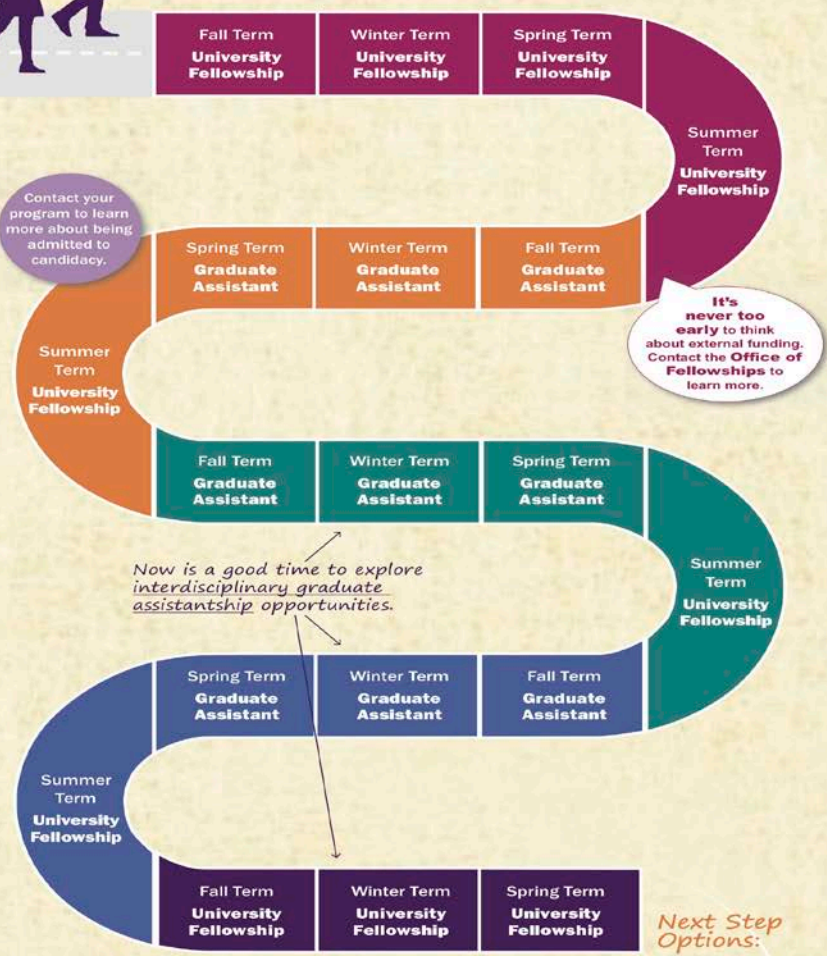 Fall Term
University
Fellowship
Winter Term
University
Fellowship
Spring Term
University
Fellowship
Summer
Term
University
Fellowship
It's
never too
early to think
about external funding.
Contact the Office of
Fellowships to
learn more.
Fall Term
Graduate
Assistant
Winter Term
Graduate
Assistant
Spring Term
Graduate
Assistant
Contact your
program to learn
more about being
admitted to
candidacy.
Summer
Term
University
Fellowship
Fall Term
Graduate
Assistant
Winter Term
Graduate
Assistant
Spring Term
Graduate
Assistant
Summer
Term
University
Fellowship
Now is a good time to explore
interdisciplinary graduate
assistantship opportunities.
Fall Term
Graduate
Assistant
Winter Term
Graduate
Assistant
Spring Term
Graduate
Assistant
Summer
Term
University
Fellowship
Fall Term
University
Fellowship
Winter Term
University
Fellowship
Spring Term
University
Fellowship
Next Step
Options: